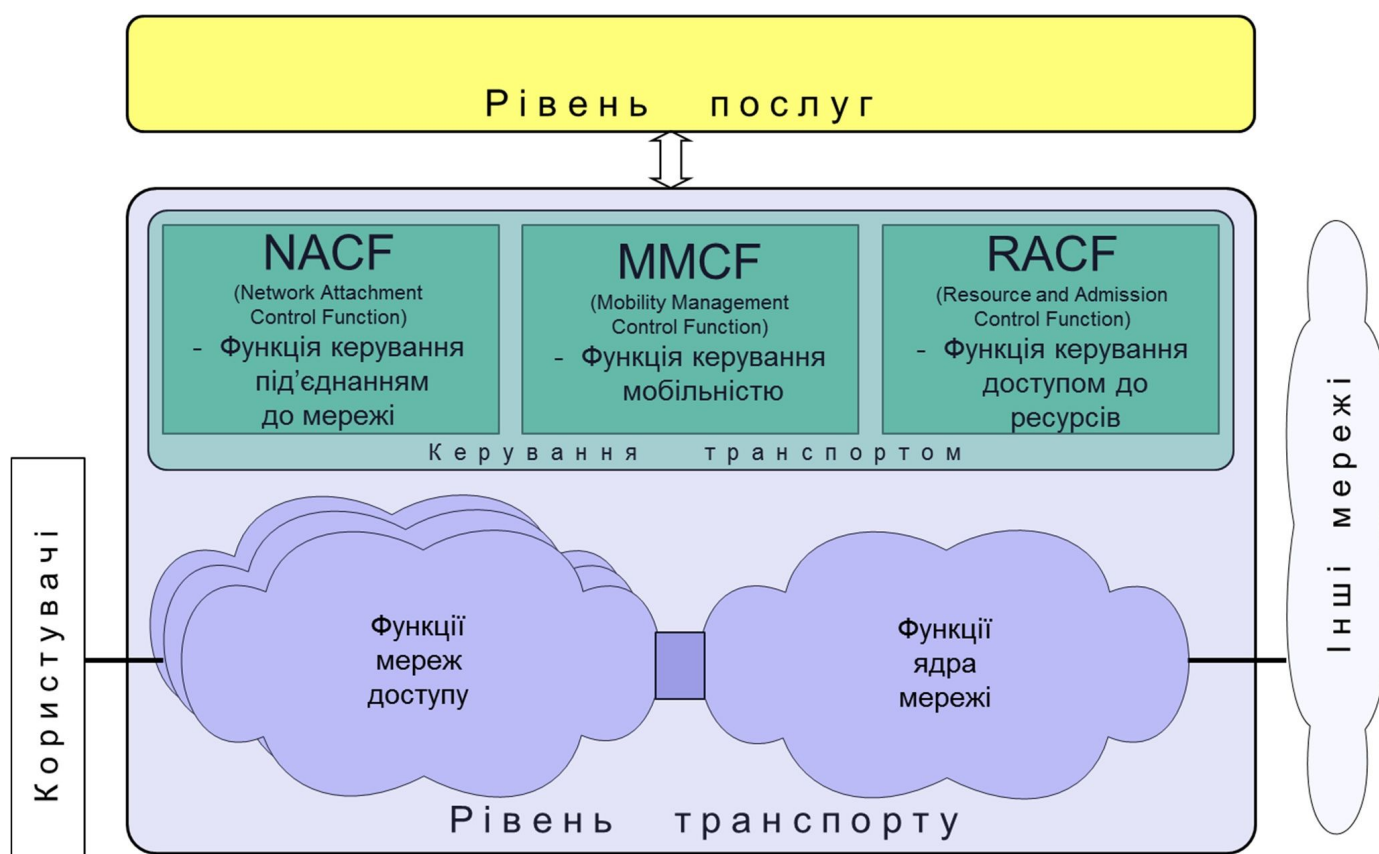 Рівень послуг
NACF
(Network Attachment
Control Function)
- Функція керування
під’єднанням
до мережі
MMCF
(Mobility Management
Control Function)
- Функція керування
мобільністю
RACF
(Resource and Admission
Control Function)
- Функція керування
доступом до
ресурсів
Керування транспортом
Користувачі
Функції
мереж
доступу
Функції
ядра
мережі
Інші мережі
Рівень транспорту